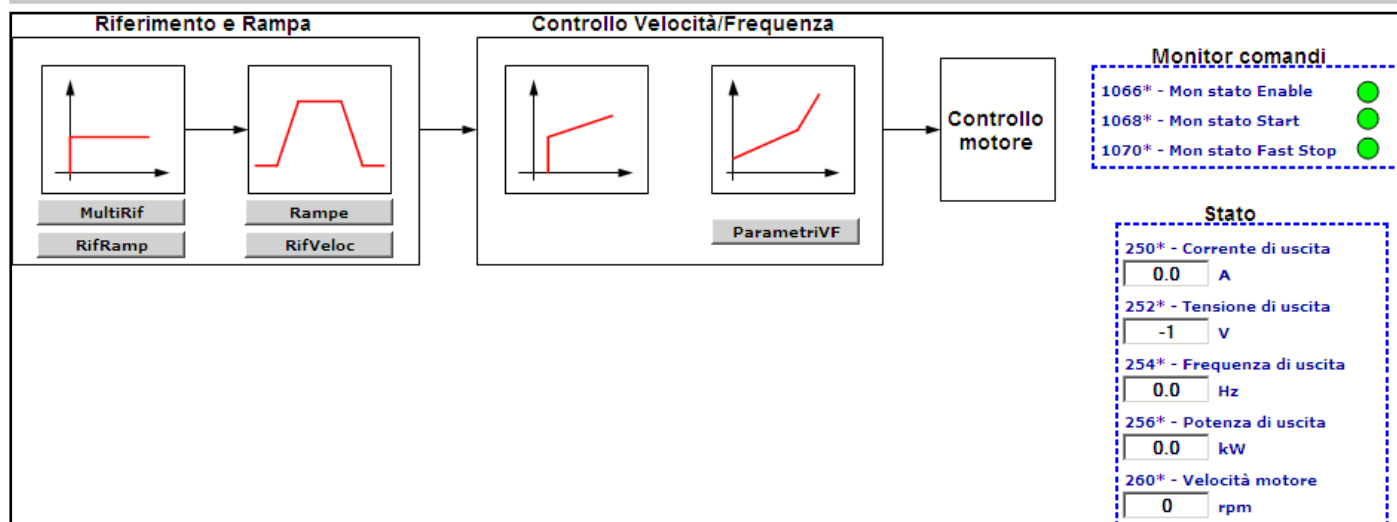 Riferimento e Rampa
Controllo Velocità/Frequenza
MultiRif
RifRamp
Rampe
RifVeloc
ParametriVF
Controllo
motore
Monitor comandi
1066* - Mon stato Enable
1068* - Mon stato Start
1070* - Mon stato Fast Stop
Stato
250* - Corrente di uscita
0.0 A
252* - Tensione di uscita
-1 V
254* - Frequenza di uscita
0.0 Hz
256* - Potenza di uscita
0.0 kW
260* - Velocità motore
0 rpm